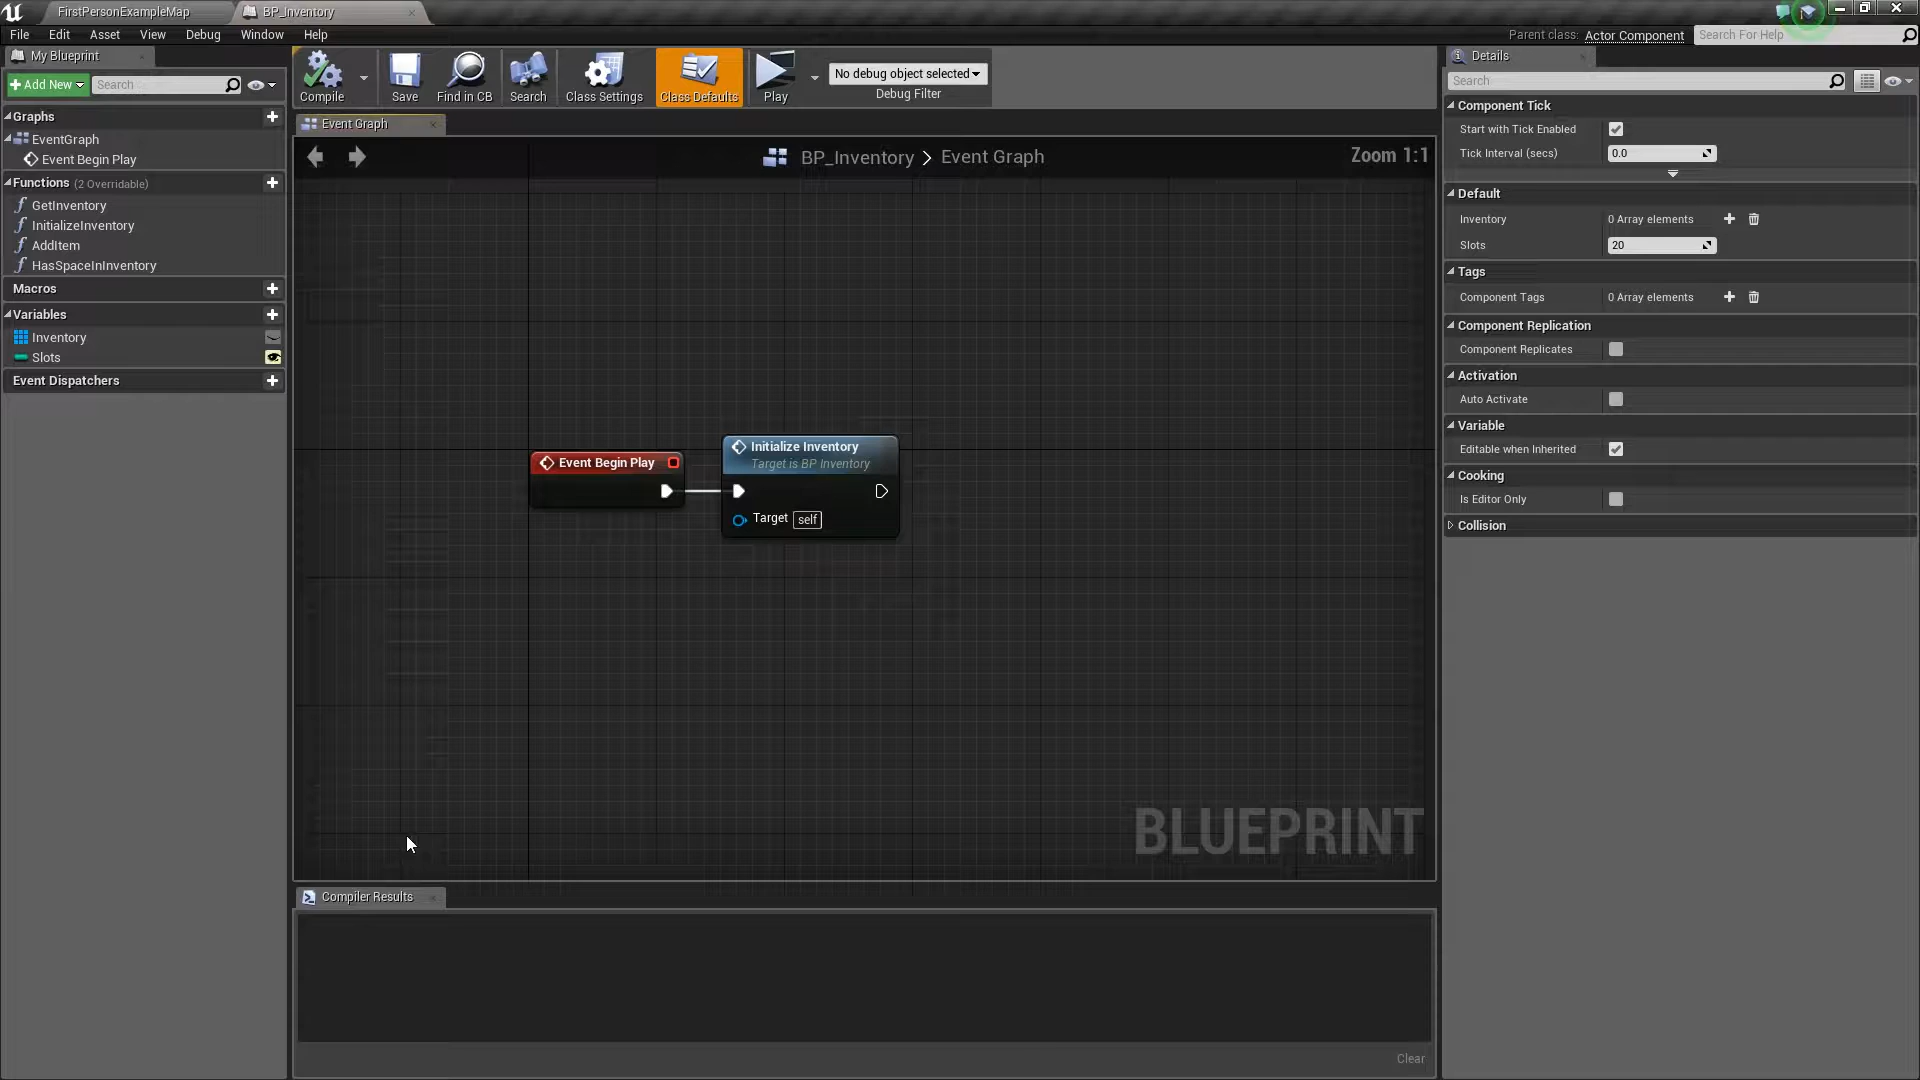 FirstPersonExampleMap
BP_Inventory
File Edit Asset View Debug Window Help
Parent class: Actor Component
Search For Help
My Blueprint
Add New
Search
Graphs
EventGraph
Event Begin Play
Functions (2 Overridable)
GetInventory
InitializeInventory
AddItem
HasSpaceInInventory
Macros
Variables
Inventory
Slots
Event Dispatchers
Compile
Save
Find in CB
Search
Class Settings
Class Defaults
Play
No debug object selected
Debug Filter
Event Graph
BP_Inventory > Event Graph
Zoom 1:1
Event Begin Play
Initialize Inventory
Target is BP Inventory
Target self
BLUEPRINT
Compiler Results
Clear
Details
Search
Component Tick
Start with Tick Enabled
Tick Interval (secs) 0.0
Default
Inventory 0 Array elements
Slots 20
Tags
Component Tags 0 Array elements
Component Replication
Component Replicates
Activation
Auto Activate
Variable
Editable when Inherited
Cooking
Is Editor Only
Collision